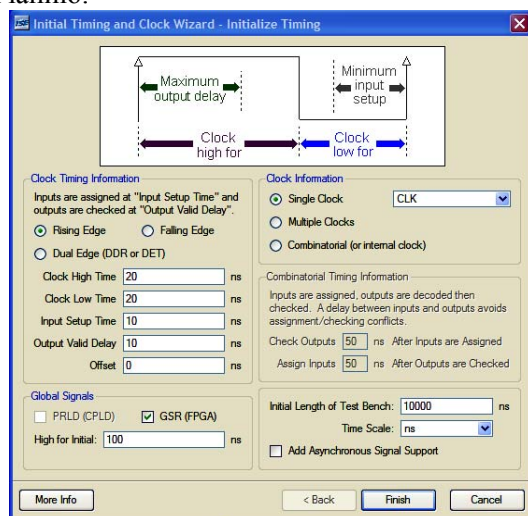 Initial Timing and Clock Wizard - Initialize Timing
Maximum output delay
Minimum input setup
Clock high for
Clock low for
Clock Timing Information
Inputs are assigned at "Input Setup Time" and
outputs are checked at "Output Valid Delay".
Rising Edge
Falling Edge
Dual Edge (DDR or DET)
Clock High Time 20 ns
Clock Low Time 20 ns
Input Setup Time 10 ns
Output Valid Delay 10 ns
Offset 0 ns
Global Signals
PRLD (CPLD)
GSR (FPGA)
High for Initial: 100 ns
Clock Information
Single Clock
CLK
Multiple Clocks
Combinatorial (or internal clock)
Combinatorial Timing Information
Inputs are assigned, outputs are decoded then
checked. A delay between inputs and outputs avoids
assignment/checking conflicts.
Check Outputs 50 ns After Inputs are Assigned
Assign Inputs 50 ns After Outputs are Checked
Initial Length of Test Bench: 10000 ns
Time Scale: ns
Add Asynchronous Signal Support
More Info
< Back
Finish
Cancel